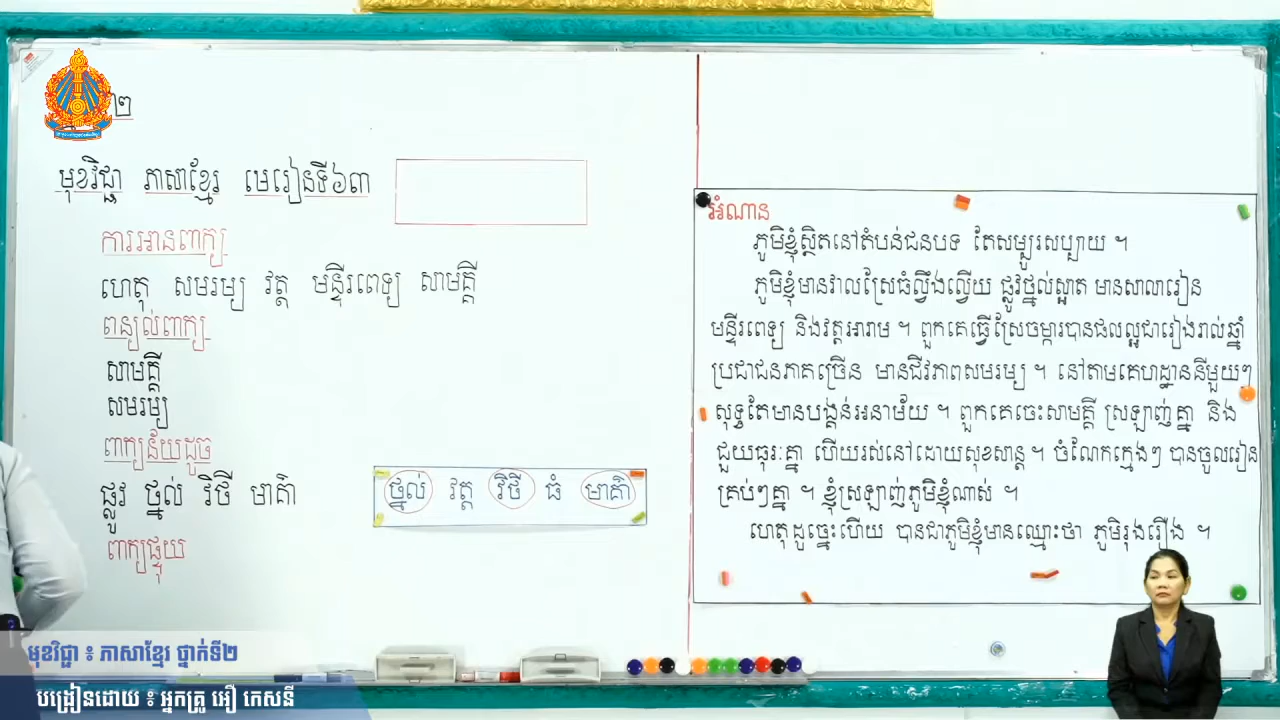 ២
មុខវិជ្ជា ភាសាខ្មែរ មេរៀនទី៦៣
ការអានពាក្យ
ហេតុ សមរម្យ វត្ត មន្ទីរពេទ្យ សាមគ្គី
ពន្យល់ពាក្យ
សាមគ្គី
សមរម្យ
ពាក្យន័យដូច
ផ្លូវ ថ្នល់ វិថី មាគ៌ា
ពាក្យផ្ទុយ
ថ្នល់ វត្ត វិថី ធំ មាគ៌ា
អំណាន
ភូមិខ្ញុំស្ថិតនៅតំបន់ជនបទ តែសម្បូរសប្បាយ ។
ភូមិខ្ញុំមានវាលស្រែធំល្វឹងល្វើយ ផ្លូវថ្នល់ស្អាត មានសាលារៀន
មន្ទីរពេទ្យ និងវត្តអារាម ។ ពួកគេធ្វើស្រែចម្ការបានផលល្អជារៀងរាល់ឆ្នាំ
ប្រជាជនភាគច្រើន មានជីវភាពសមរម្យ ។ នៅតាមគេហដ្ឋាននីមួយៗ
សុទ្ធតែមានបង្គន់អនាម័យ ។ ពួកគេចេះសាមគ្គី ស្រឡាញ់គ្នា និង
ជួយធុរៈគ្នា ហើយរស់នៅដោយសុខសាន្ត ។ ចំណែកក្មេងៗ បានចូលរៀន
គ្រប់ៗគ្នា ។ ខ្ញុំស្រឡាញ់ភូមិខ្ញុំណាស់ ។
ហេតុដូច្នេះហើយ បានជាភូមិខ្ញុំមានឈ្មោះថា ភូមិរុងរឿង ។
មុខវិជ្ជា ៖ ភាសាខ្មែរ ថ្នាក់ទី២
បង្រៀនដោយ ៖ អ្នកគ្រូ អឿ កេសនី